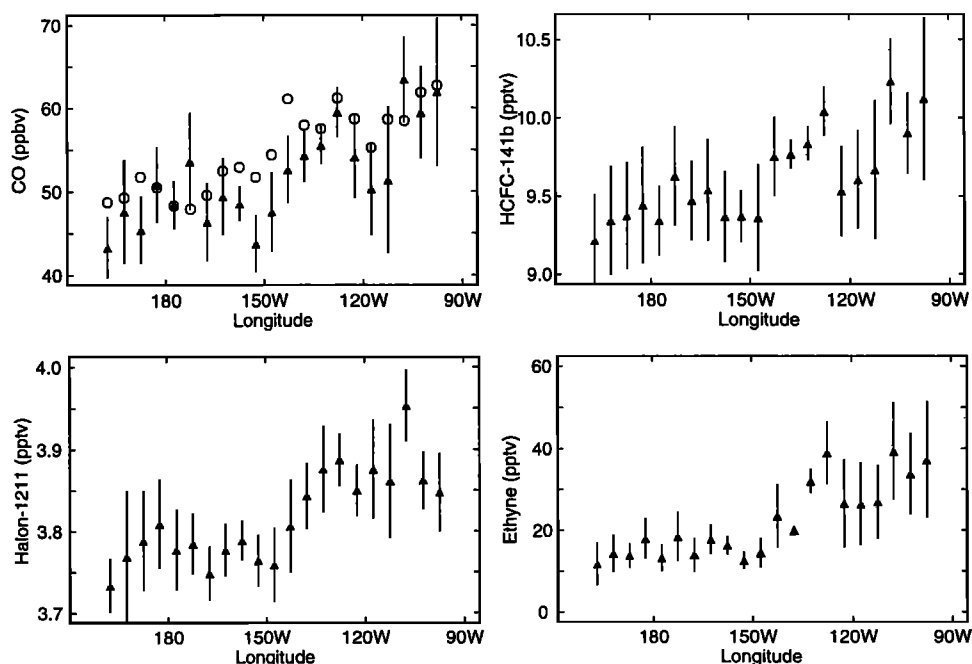 70
60
50
40
CO (ppbv)
180 150W 120W 90W
Longitude
10.5
10.0
9.5
9.0
HCFC-141b (pptv)
180 150W 120W 90W
Longitude
4.0
3.9
3.8
3.7
Halon-1211 (pptv)
180 150W 120W 90W
Longitude
60
40
20
0
Ethyne (pptv)
180 150W 120W 90W
Longitude